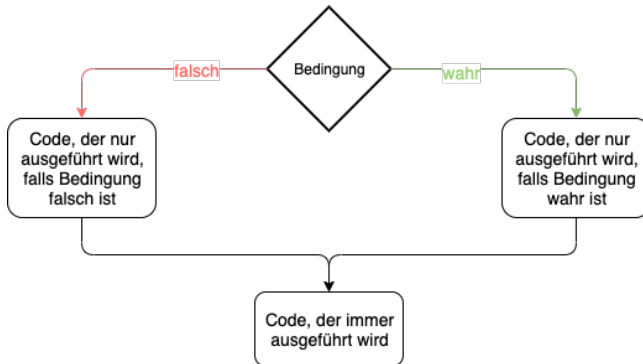 falsch
Bedingung
wahr
Code, der nur
ausgeführt wird,
falls Bedingung
falsch ist
Code, der nur
ausgeführt wird,
falls Bedingung
wahr ist
Code, der immer
ausgeführt wird